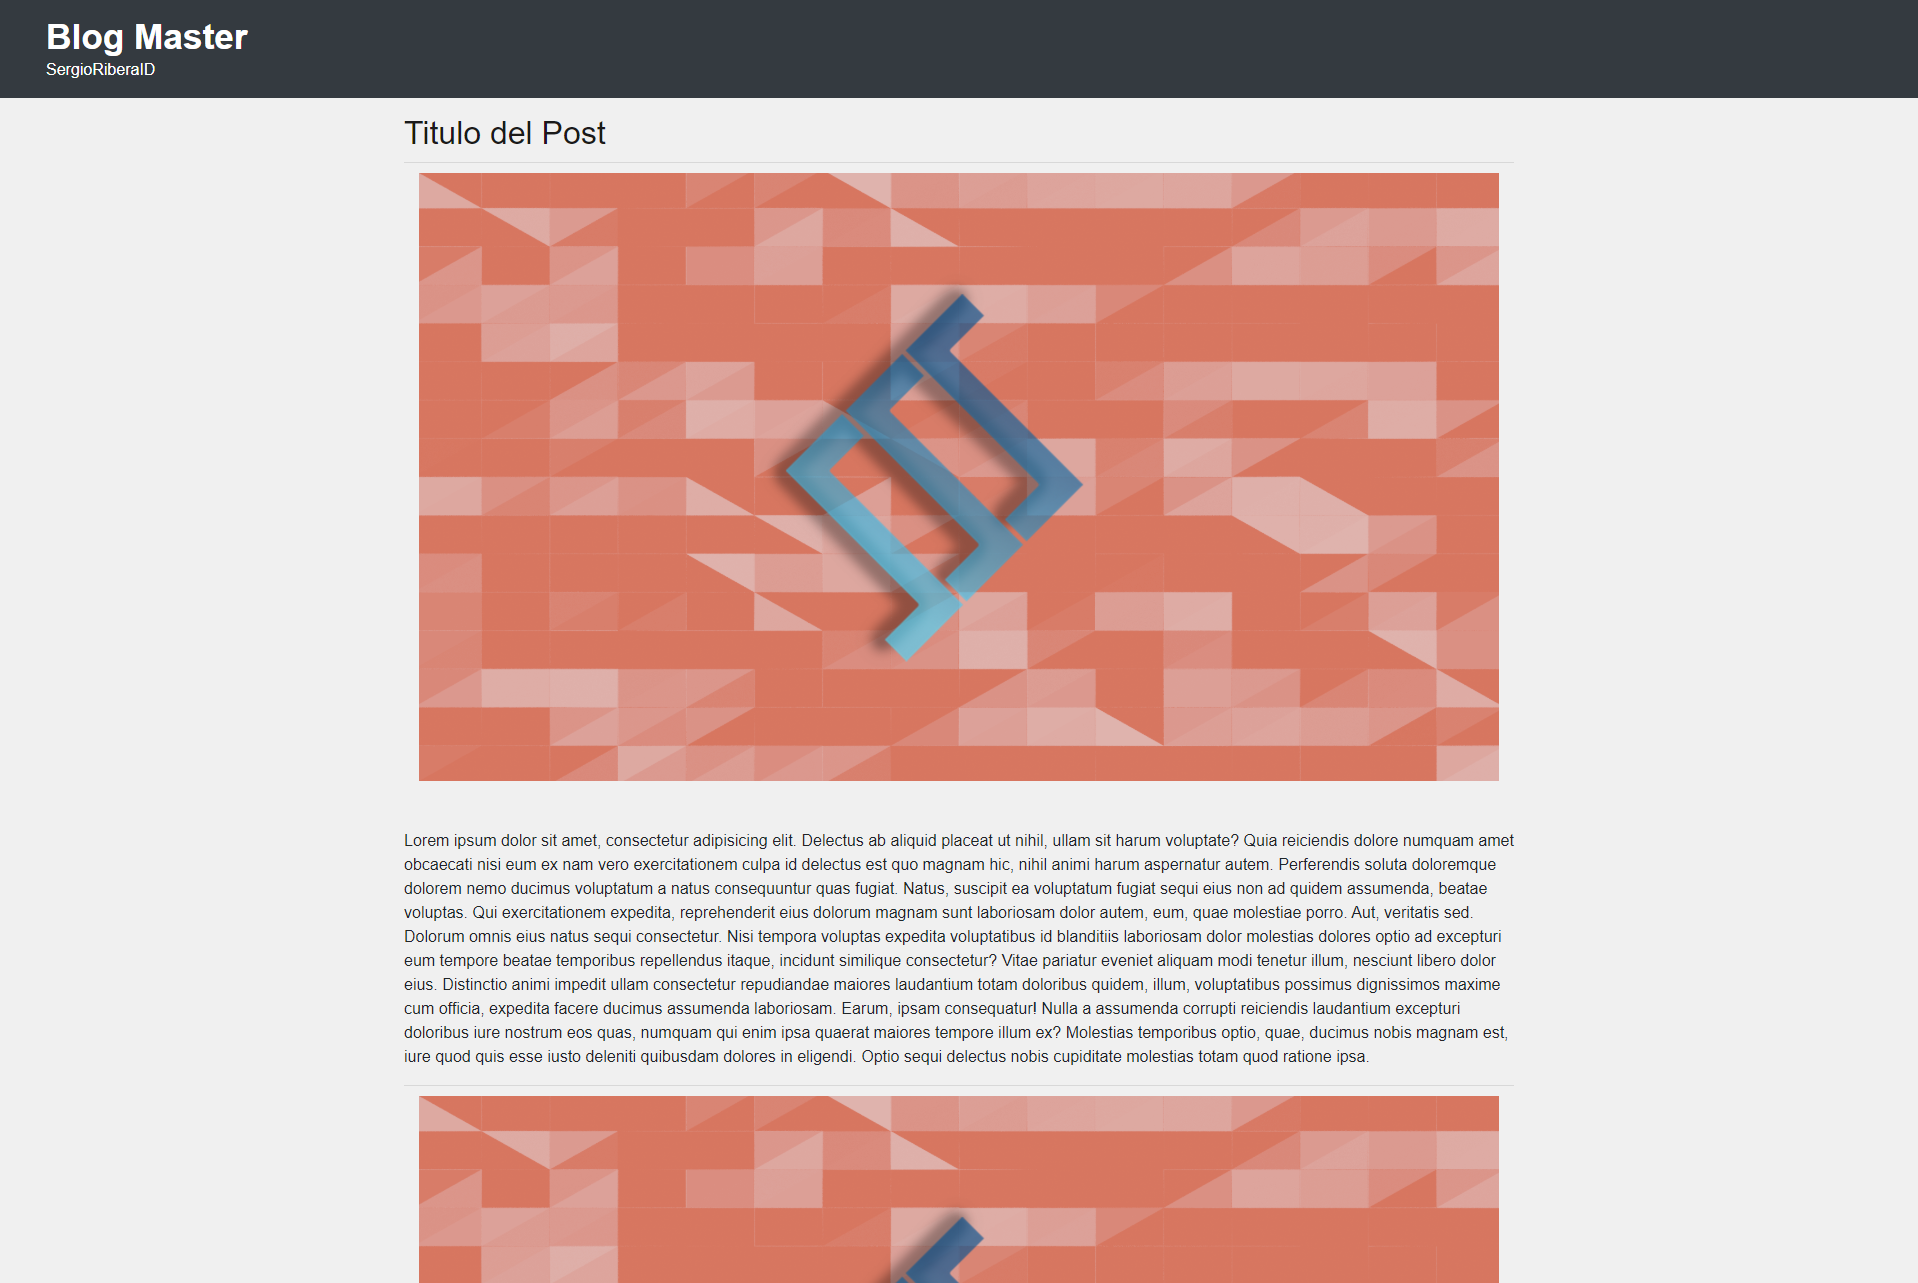 Blog Master
SergioRiberaID
Titulo del Post
Lorem ipsum dolor sit amet, consectetur adipisicing elit. Delectus ab aliquid placeat ut nihil, ullam sit harum voluptate? Quia reiciendis dolore numquam amet
obcaecati nisi eum ex nam vero exercitationem culpa id delectus est quo magnam hic, nihil animi harum aspernatur autem. Perferendis soluta doloremque
dolorem nemo ducimus voluptatum a natus consequuntur quas fugiat. Natus, suscipit ea voluptatum fugiat sequi eius non ad quidem assumenda, beatae
voluptas. Qui exercitationem expedita, reprehenderit eius dolorum magnam sunt laboriosam dolor autem, eum, quae molestiae porro. Aut, veritatis sed.
Dolorum omnis eius natus sequi consectetur. Nisi tempora voluptas expedita voluptatibus id blanditiis laboriosam dolor molestias dolores optio ad excepturi
eum tempore beatae temporibus repellendus itaque, incidunt similique consectetur? Vitae pariatur eveniet aliquam modi tenetur illum, nesciunt libero dolor
eius. Distinctio animi impedit ullam consectetur repudiandae maiores laudantium totam doloribus quidem, illum, voluptatibus possimus dignissimos maxime
cum officia, expedita facere ducimus assumenda laboriosam. Earum, ipsam consequatur! Nulla a assumenda corrupti reiciendis laudantium excepturi
doloribus iure nostrum eos quas, numquam qui enim ipsa quaerat maiores tempore illum ex? Molestias temporibus optio, quae, ducimus nobis magnam est,
iure quod quis esse iusto deleniti quibusdam dolores in eligendi. Optio sequi delectus nobis cupiditate molestias totam quod ratione ipsa.